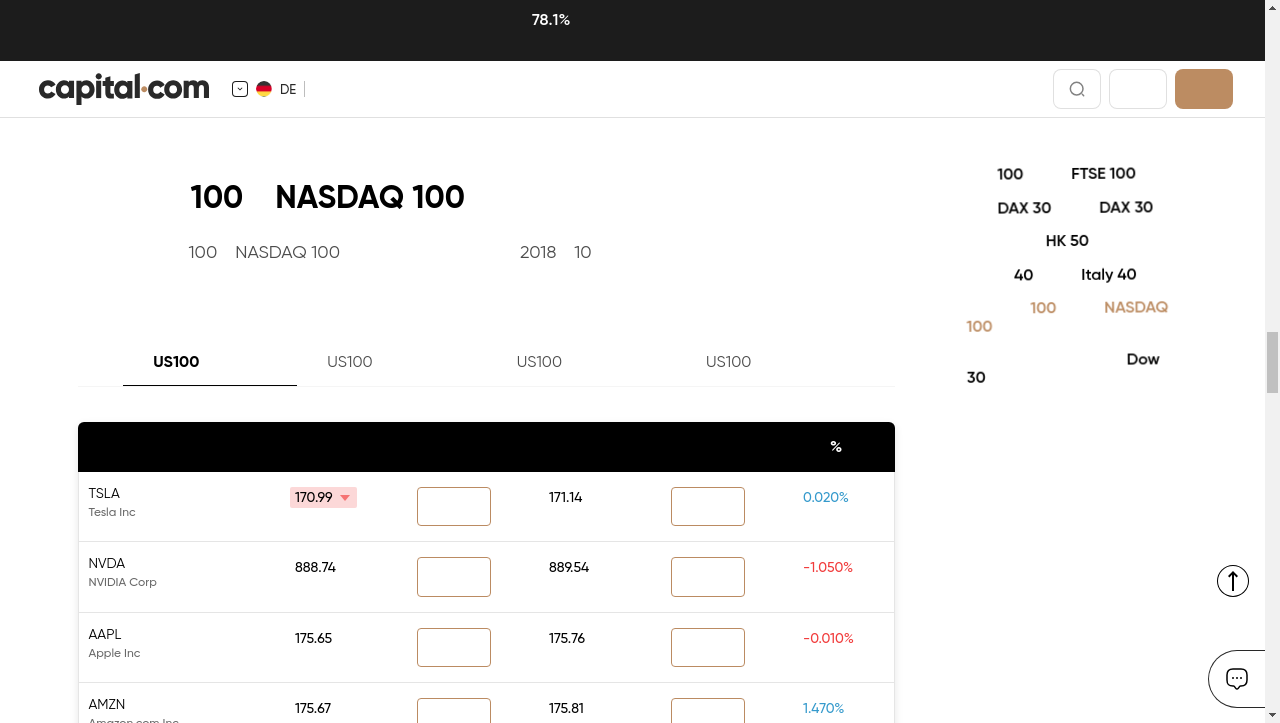 78.1%
capital.com
DE
100 NASDAQ 100
100 NASDAQ 100 2018 10
100 FTSE 100
DAX 30 DAX 30
HK 50
40 Italy 40
100 NASDAQ
100
Dow
30
US100 US100 US100 US100
%
TSLA 170.99 171.14 0.020%
Tesla Inc
NVDA 888.74 889.54 -1.050%
NVIDIA Corp
AAPL 175.65 175.76 -0.010%
Apple Inc
AMZN 175.67 175.81 1.470%
Amazon.com Inc